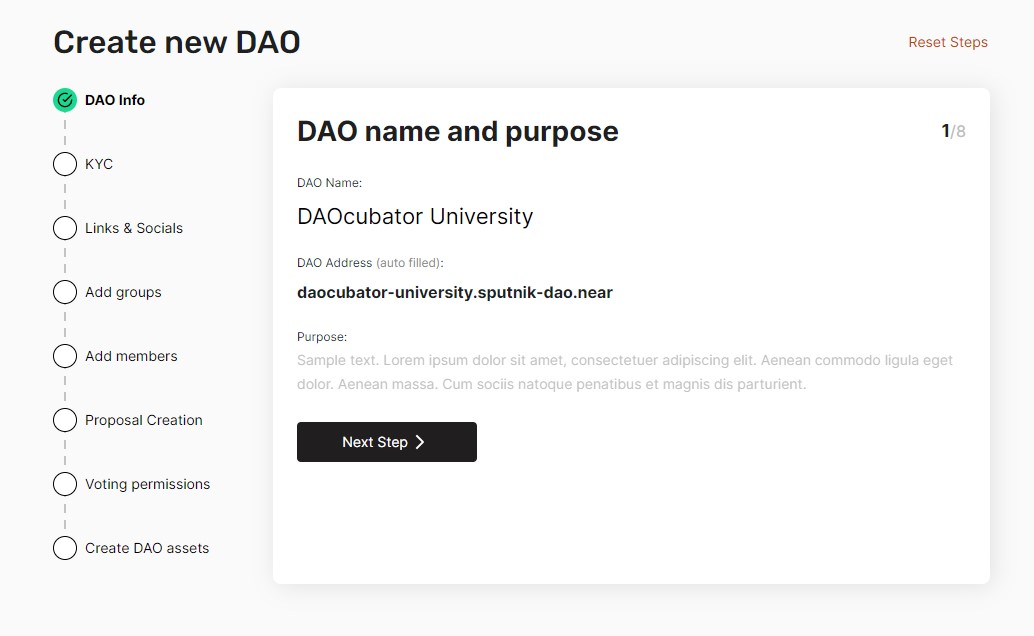 Create new DAO
Reset Steps
DAO Info
KYC
Links & Socials
Add groups
Add members
Proposal Creation
Voting permissions
Create DAO assets
DAO name and purpose
1/8
DAO Name:
DAOcubator University
DAO Address (auto filled):
daocubator-university.sputnik-dao.near
Purpose:
Sample text. Lorem ipsum dolor sit amet, consectetuer adipiscing elit. Aenean commodo ligula eget
dolor. Aenean massa. Cum sociis natoque penatibus et magnis dis parturient.
Next Step